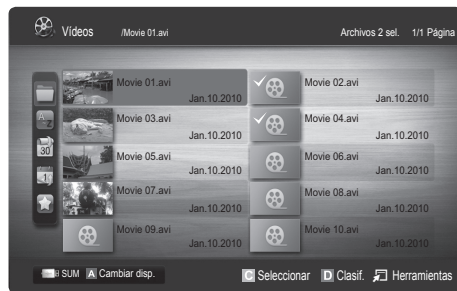 Vídeos /Movie 01.avi Archivos 2 sel. 1/1 Página
Movie 01.avi Movie 02.avi
Jan.10.2010 Jan.10.2010
Movie 03.avi Movie 04.avi
Jan.10.2010 Jan.10.2010
Movie 05.avi Movie 06.avi
Jan.10.2010 Jan.10.2010
Movie 07.avi Movie 08.avi
Jan.10.2010 Jan.10.2010
Movie 09.avi Movie 10.avi
Jan.10.2010 Jan.10.2010
A
Z
30
1
SUM A Cambiar disp. C Seleccionar D Clasif. Herramientas